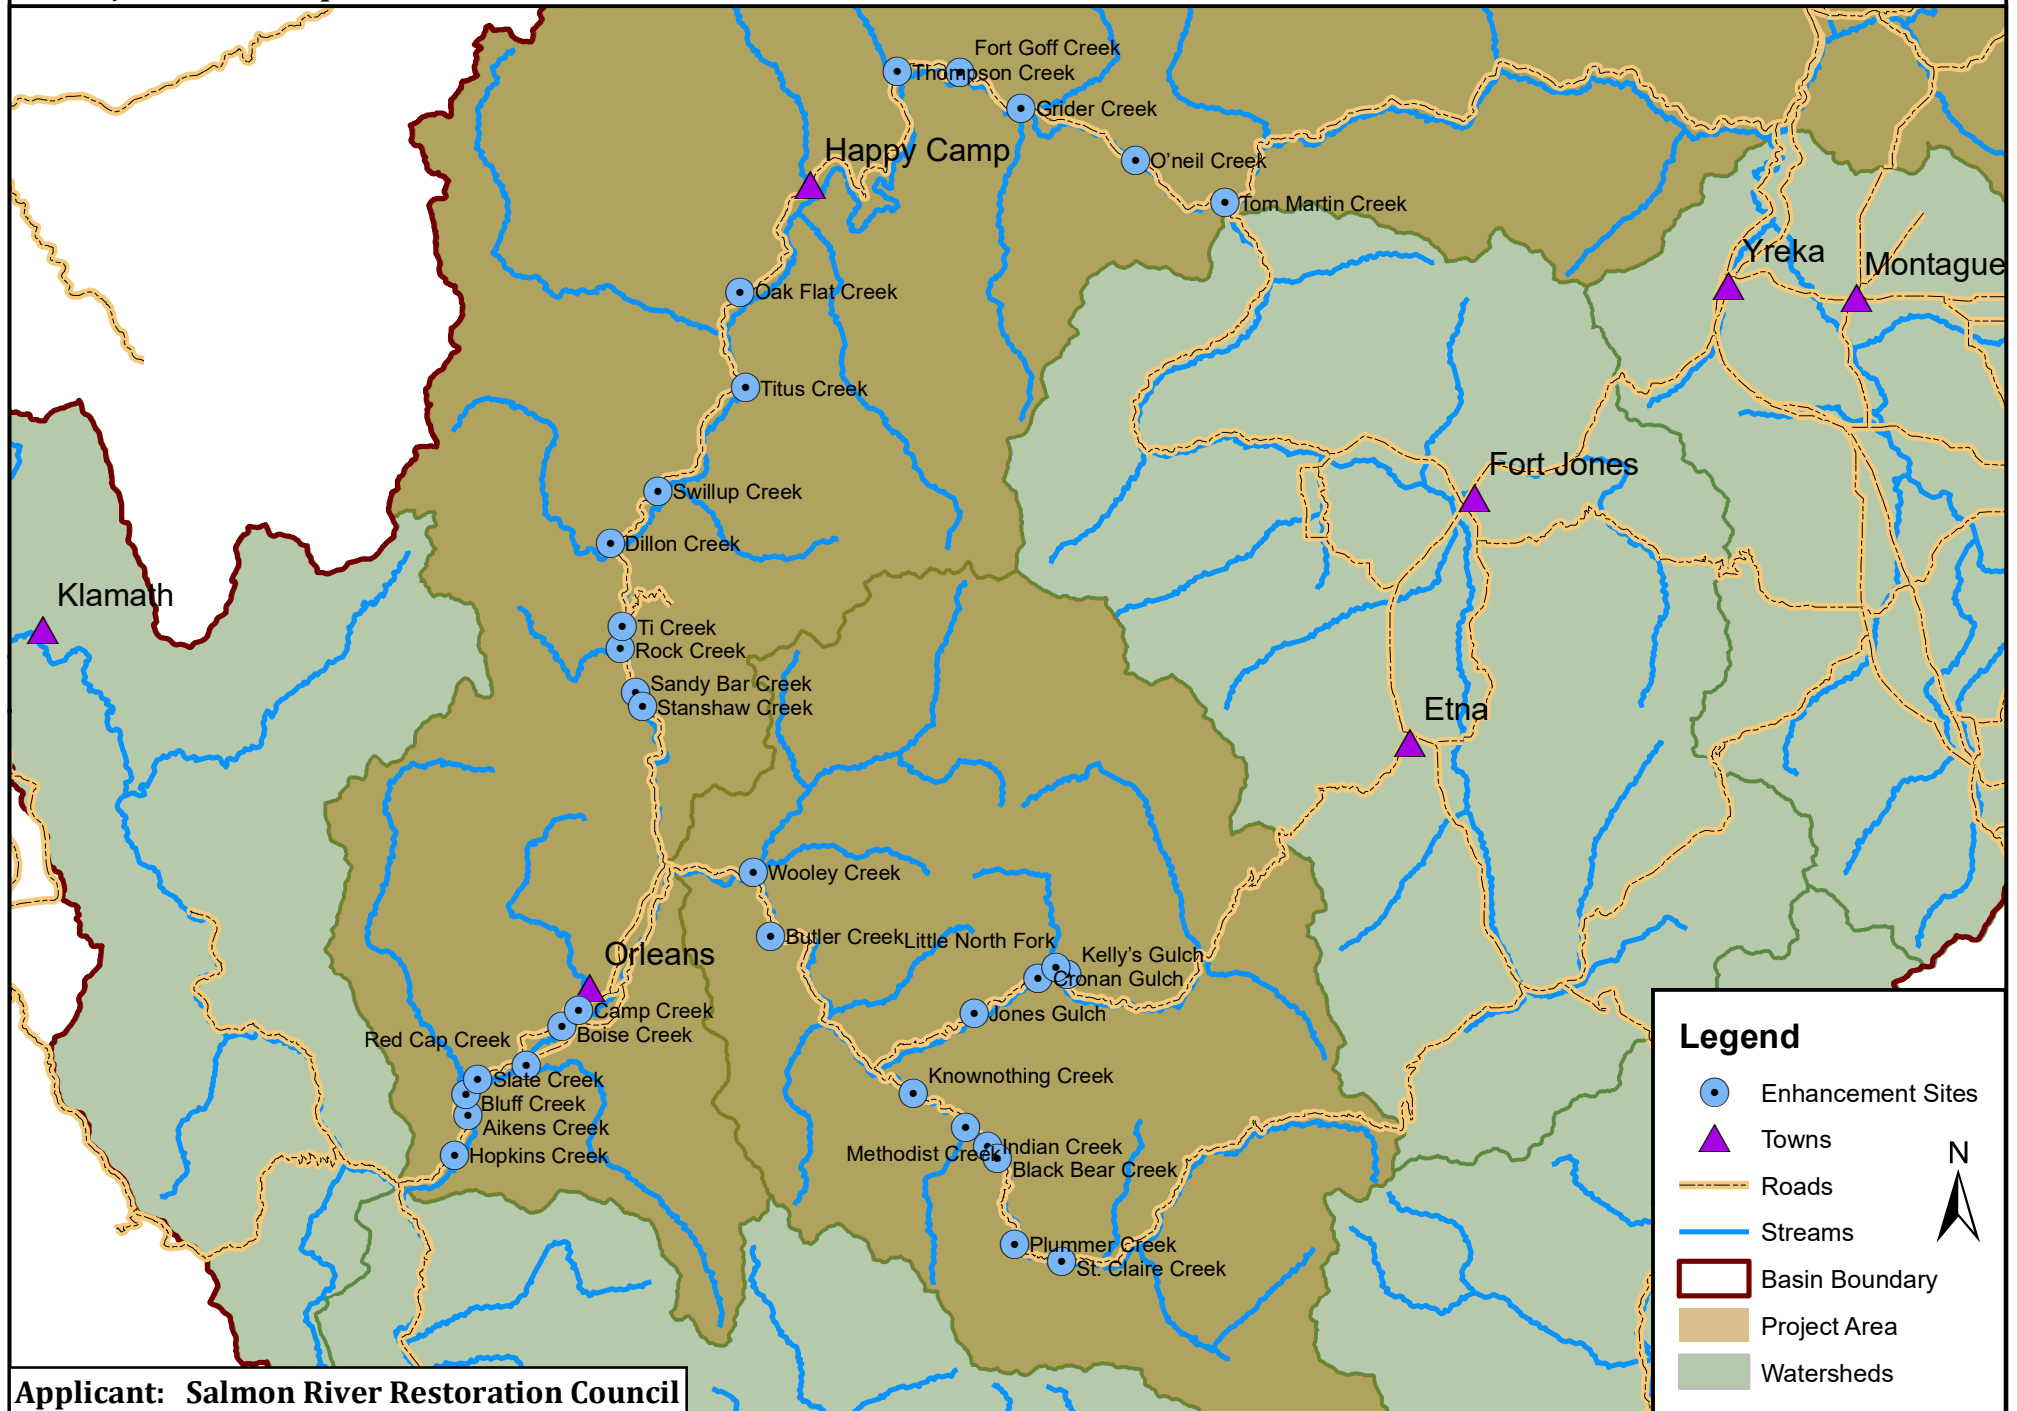 Fort Goff Creek
Thompson Creek
Grider Creek
Happy Camp
O'neil Creek
Tom Martin Creek
Yreka
Montague
Oak Flat Creek
Titus Creek
Fort Jones
Swillup Creek
Dillon Creek
Klamath
Ti Creek
Rock Creek
Sandy Bar Creek
Stanshaw Creek
Etna
Wooley Creek
Butler Creek
Little North Fork
Kelly's Gulch
Cronan Gulch
Orleans
Camp Creek
Jones Gulch
Boise Creek
Red Cap Creek
Slate Creek
Knownothing Creek
Bluff Creek
Aikens Creek
Indian Creek
Methodist Creek
Hopkins Creek
Black Bear Creek
Plummer Creek
St. Claire Creek
Legend
Enhancement Sites
Towns
N
Roads
Streams
Basin Boundary
Project Area
Watersheds
Applicant: Salmon River Restoration Council